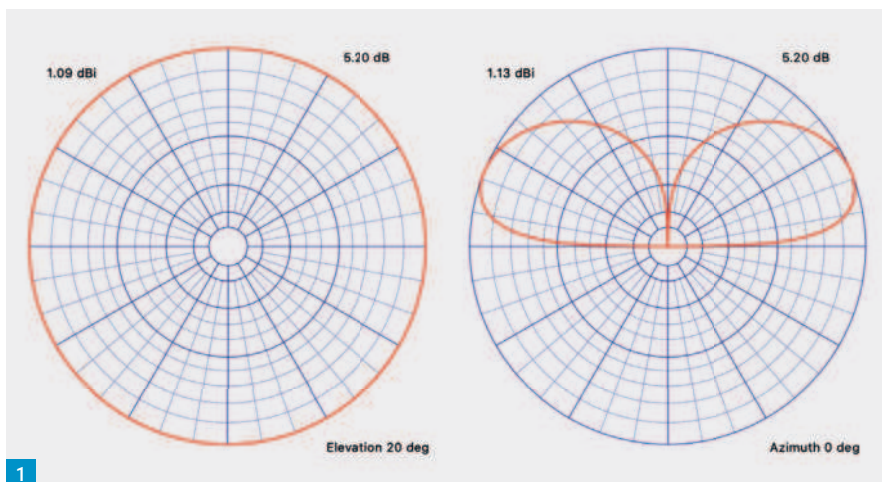 1.09 dBi
5.20 dB
Elevation 20 deg
1.13 dBi
5.20 dB
Azimuth 0 deg
1